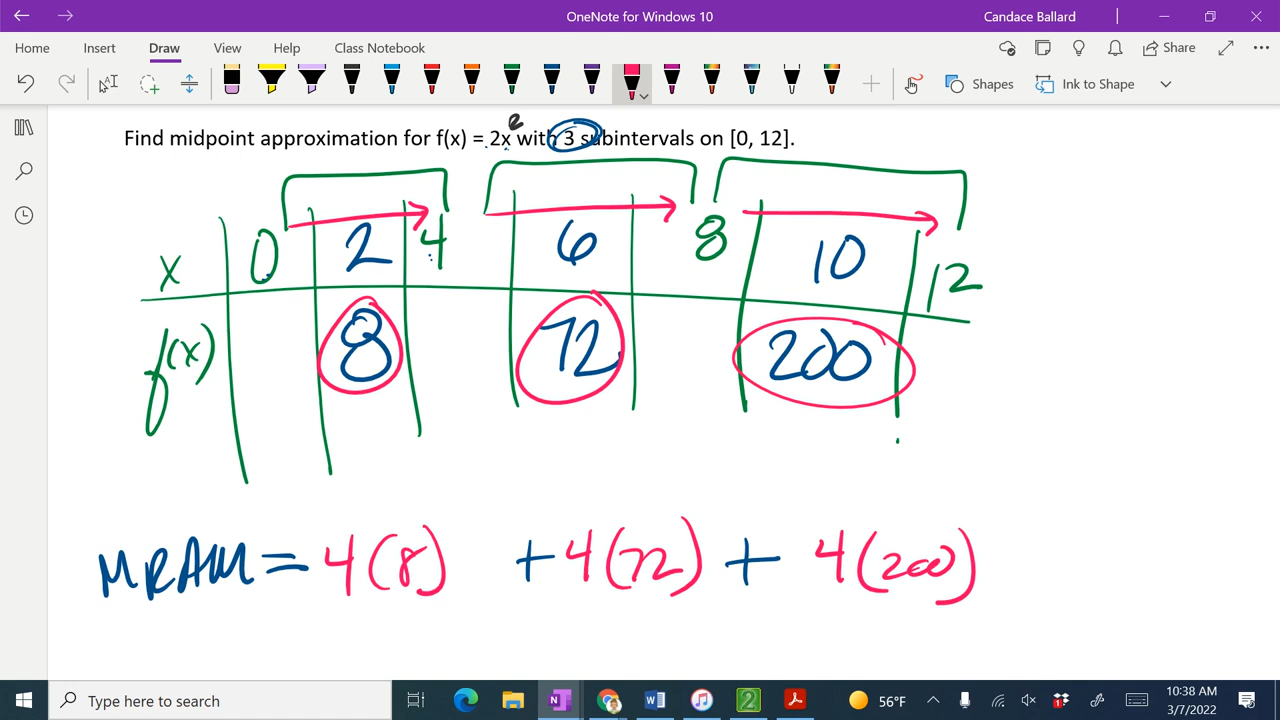 OneNote for Windows 10
Candace Ballard
Home Insert Draw View Help Class Notebook Share
Shapes Ink to Shape
Find midpoint approximation for f(x) = 2x² with 3 subintervals on [0, 12].
x 0 2 4 6 8 10 12
f(x) 8 72 200
MRAM = 4(8) + 4(72) + 4(200)
Type here to search
56°F
10:38 AM
3/7/2022